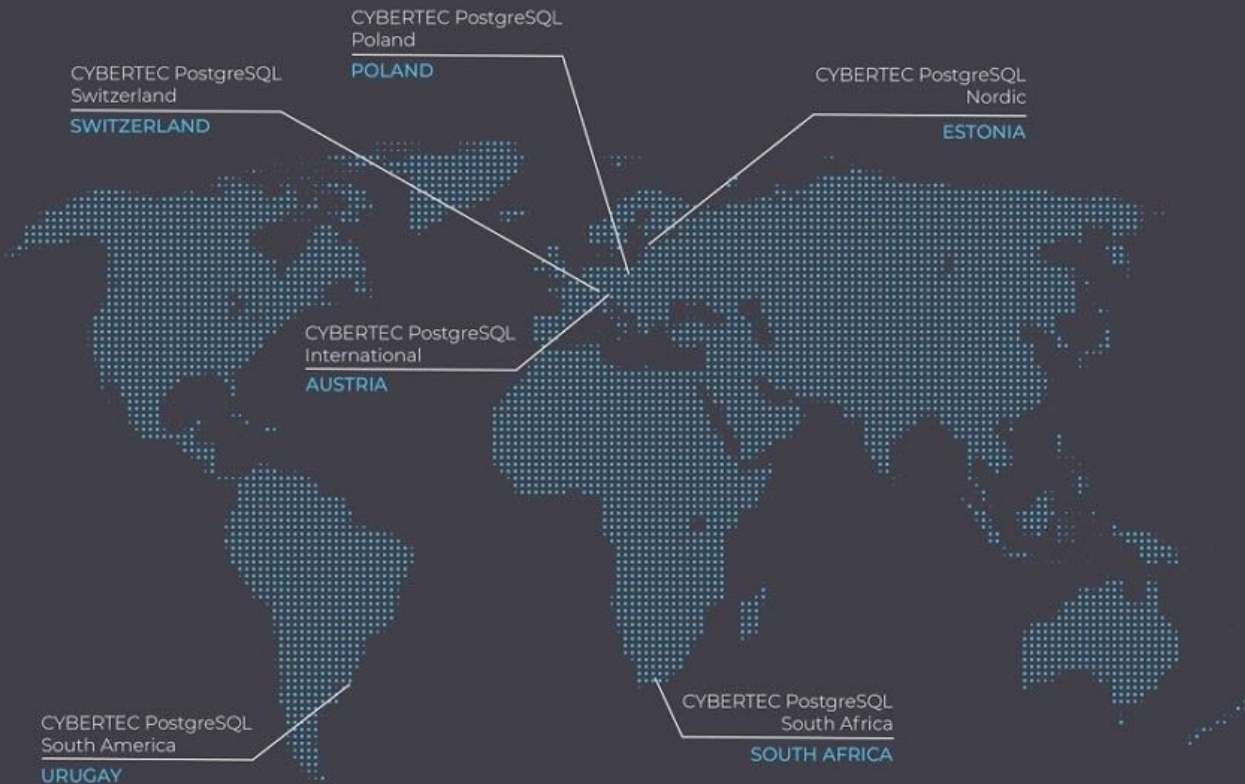 CYBERTEC PostgreSQL
Poland
POLAND
CYBERTEC PostgreSQL
Switzerland
SWITZERLAND
CYBERTEC PostgreSQL
Nordic
ESTONIA
CYBERTEC PostgreSQL
International
AUSTRIA
CYBERTEC PostgreSQL
South America
URUGAY
CYBERTEC PostgreSQL
South Africa
SOUTH AFRICA